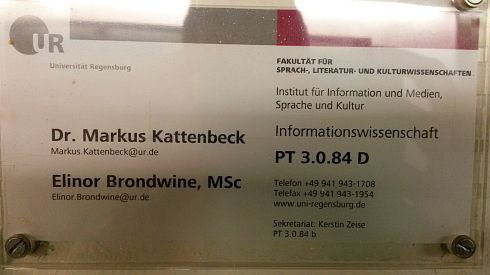 UR
Universität Regensburg
FAKULTÄT FÜR
SPRACH-, LITERATUR- UND KULTURWISSENSCHAFTEN
Institut für Information und Medien,
Sprache und Kultur
Dr. Markus Kattenbeck
Markus.Kattenbeck@ur.de
Elinor Brondwine, MSc
Elinor.Brondwine@ur.de
Informationswissenschaft
PT 3.0.84 D
Telefon +49 941 943-1708
Telefax +49 941 943-1954
www.uni-regensburg.de
Sekretariat: Kerstin Zeise
PT 3.0.84 b